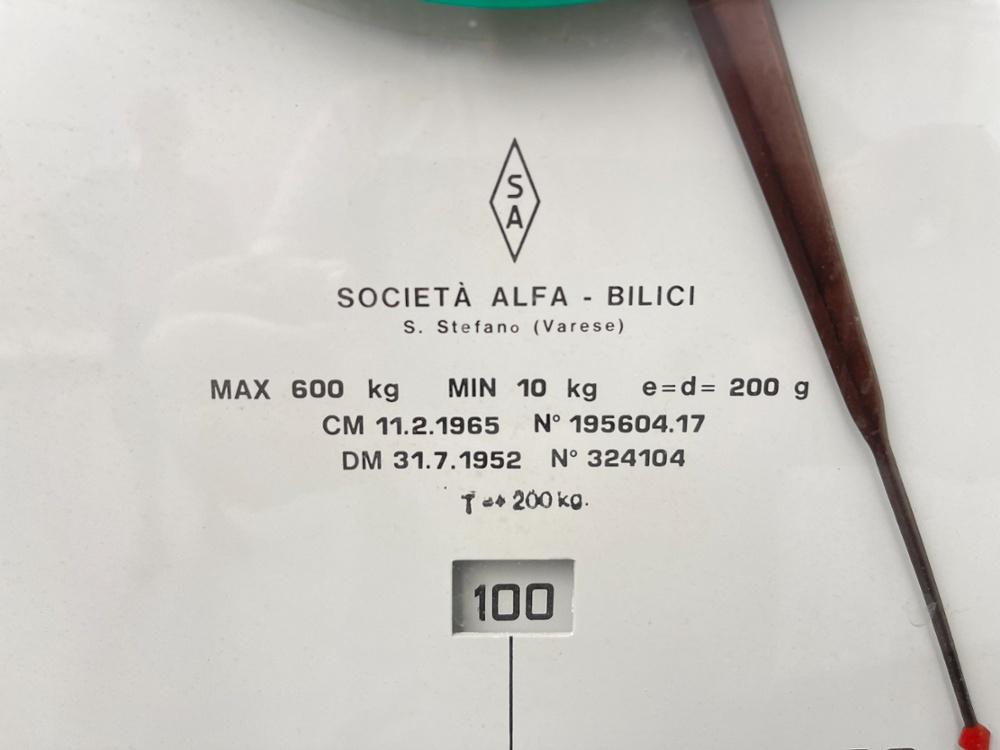 S
A
SOCIETÀ ALFA - BILICI
S. Stefano (Varese)
MAX 600 kg MIN 10 kg e=d= 200 g
CM 11.2.1965 N° 195604.17
DM 31.7.1952 N° 324104
T 200 kg.
100